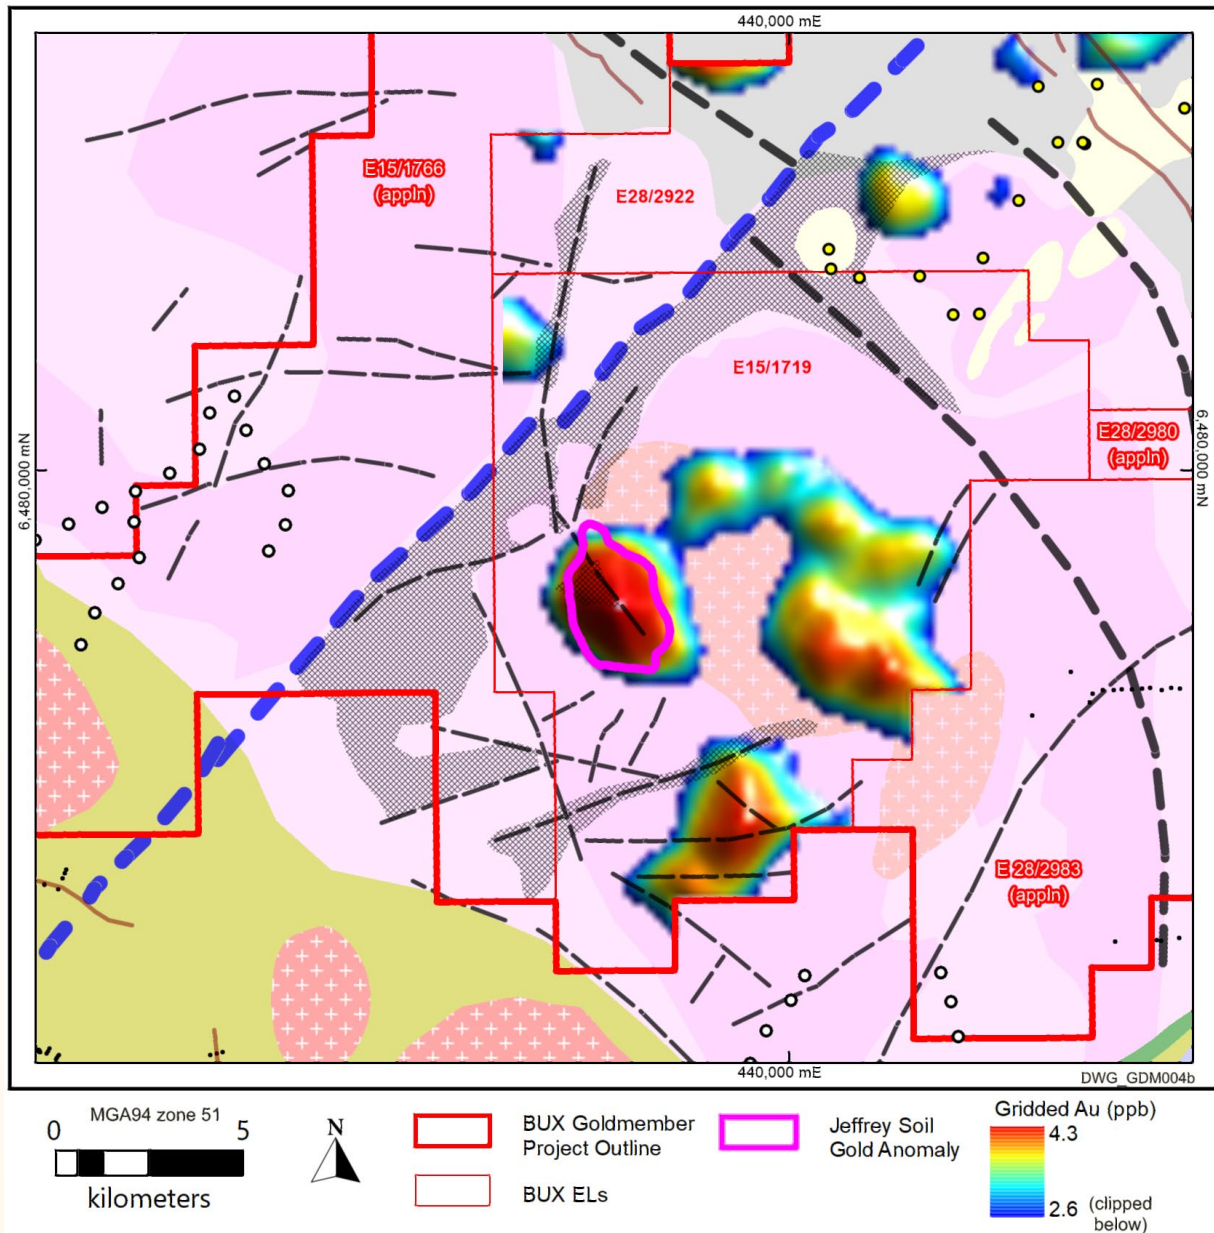 440,000 mE
E15/1766
(appln)
E28/2922
E15/1719
E28/2980
(appln)
6,480,000 mN
6,480,000 mN
E 28/2983
(appln)
440,000 mE
DWG_GDM004b
MGA94 zone 51
0 5
kilometers
N
BUX Goldmember
Project Outline
BUX ELs
Jeffrey Soil
Gold Anomaly
Gridded Au (ppb)
4.3
2.6 (clipped
below)